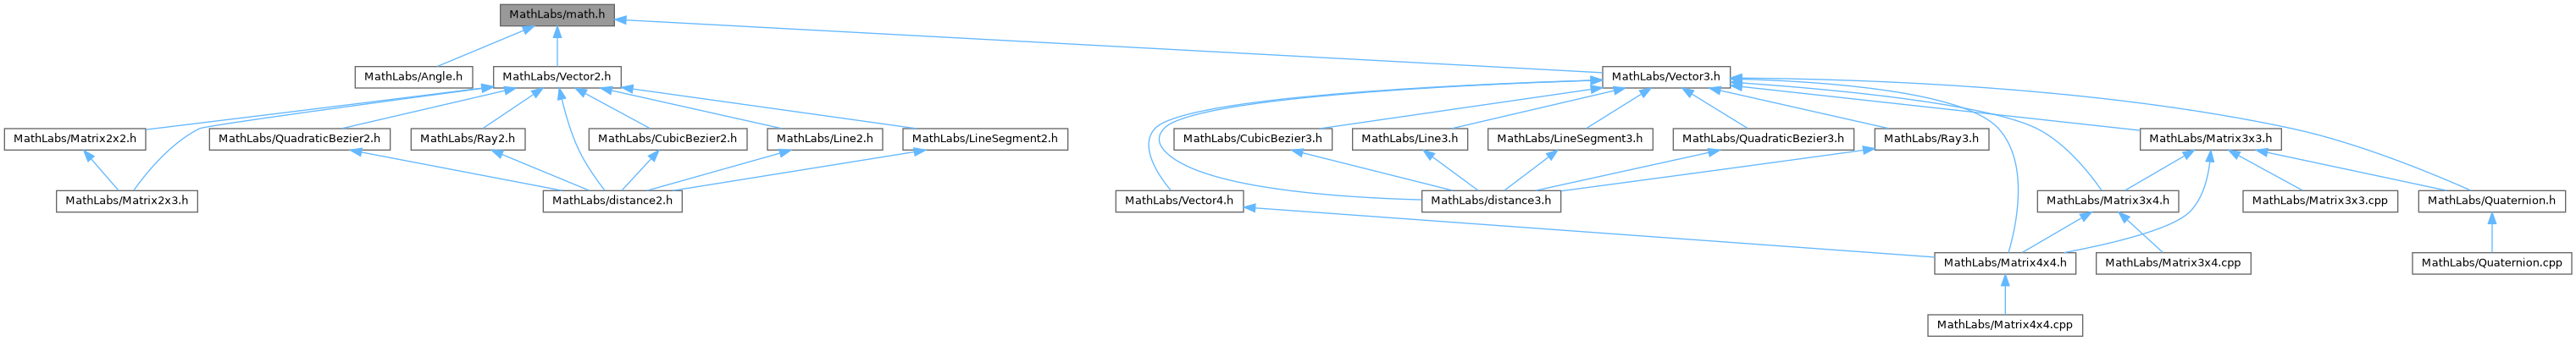 MathLabs/math.h
MathLabs/Angle.h
MathLabs/Vector2.h
MathLabs/Vector3.h
MathLabs/Matrix2x2.h
MathLabs/QuadraticBezier2.h
MathLabs/Ray2.h
MathLabs/CubicBezier2.h
MathLabs/Line2.h
MathLabs/LineSegment2.h
MathLabs/CubicBezier3.h
MathLabs/Line3.h
MathLabs/LineSegment3.h
MathLabs/QuadraticBezier3.h
MathLabs/Ray3.h
MathLabs/Matrix3x3.h
MathLabs/Matrix2x3.h
MathLabs/distance2.h
MathLabs/Vector4.h
MathLabs/distance3.h
MathLabs/Matrix3x4.h
MathLabs/Matrix3x3.cpp
MathLabs/Quaternion.h
MathLabs/Matrix4x4.h
MathLabs/Matrix3x4.cpp
MathLabs/Quaternion.cpp
MathLabs/Matrix4x4.cpp